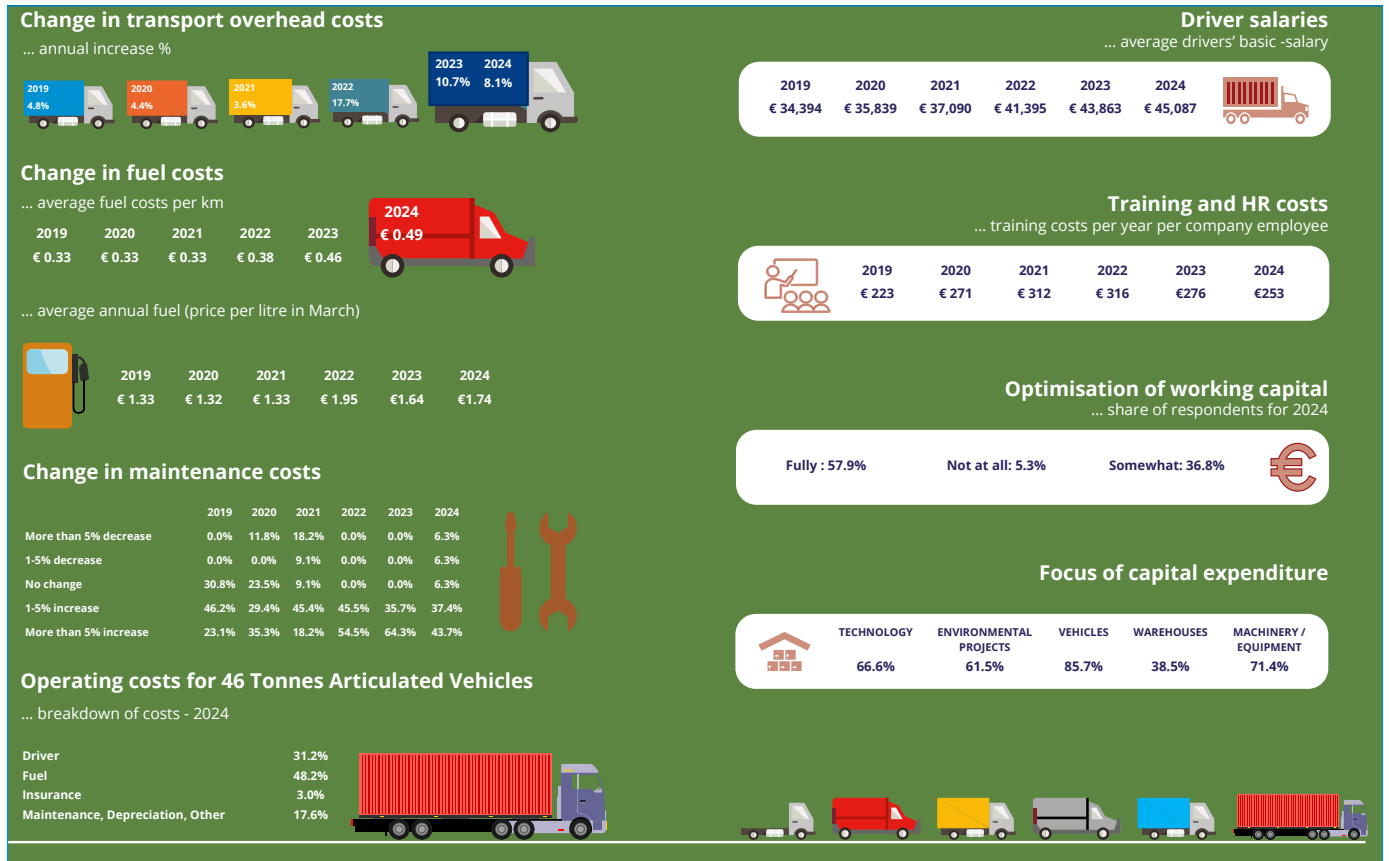 Change in transport overhead costs
... annual increase %
2019
4.8%
2020
4.4%
2021
3.6%
2022
17.7%
2023 2024
10.7% 8.1%
Change in fuel costs
... average fuel costs per km
2019 2020 2021 2022 2023
€ 0.33 € 0.33 € 0.33 € 0.38 € 0.46
2024
€ 0.49
... average annual fuel (price per litre in March)
2019 2020 2021 2022 2023 2024
€ 1.33 € 1.32 € 1.33 € 1.95 €1.64 €1.74
Change in maintenance costs
2019 2020 2021 2022 2023 2024
More than 5% decrease 0.0% 11.8% 18.2% 0.0% 0.0% 6.3%
1-5% decrease 0.0% 0.0% 9.1% 0.0% 0.0% 6.3%
No change 30.8% 23.5% 9.1% 0.0% 0.0% 6.3%
1-5% increase 46.2% 29.4% 45.4% 45.5% 35.7% 37.4%
More than 5% increase 23.1% 35.3% 18.2% 54.5% 64.3% 43.7%
Operating costs for 46 Tonnes Articulated Vehicles
... breakdown of costs - 2024
Driver 31.2%
Fuel 48.2%
Insurance 3.0%
Maintenance, Depreciation, Other 17.6%
Driver salaries
... average drivers' basic -salary
2019 2020 2021 2022 2023 2024
€ 34,394 € 35,839 € 37,090 € 41,395 € 43,863 € 45,087
Training and HR costs
... training costs per year per company employee
2019 2020 2021 2022 2023 2024
€ 223 € 271 € 312 € 316 €276 €253
Optimisation of working capital
... share of respondents for 2024
Fully : 57.9% Not at all: 5.3% Somewhat: 36.8%
€
Focus of capital expenditure
TECHNOLOGY ENVIRONMENTAL VEHICLES WAREHOUSES MACHINERY /
PROJECTS EQUIPMENT
66.6% 61.5% 85.7% 38.5% 71.4%